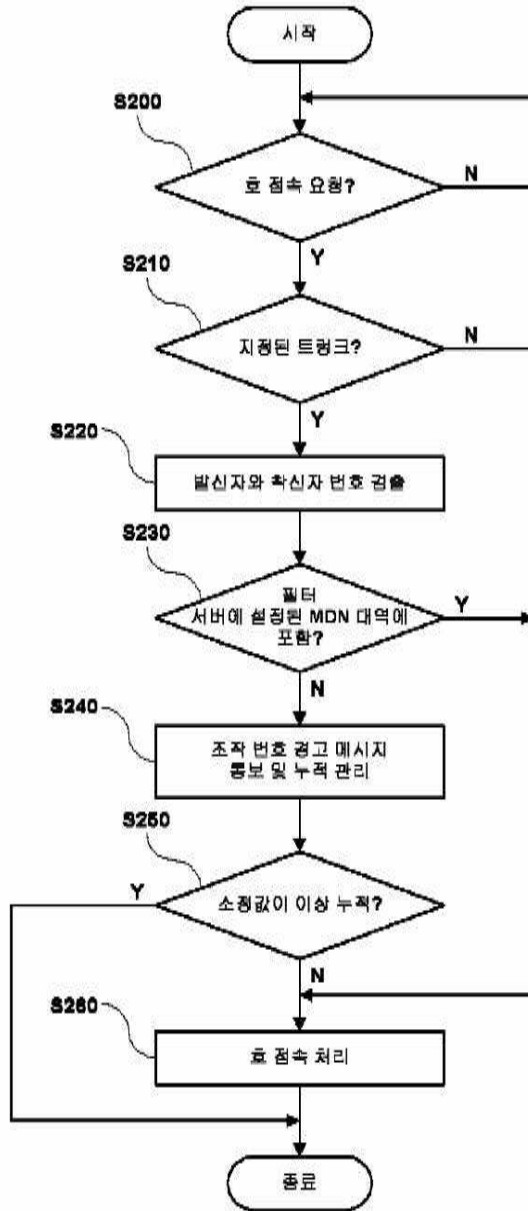 시작
S200
호 접속 요청?
N
Y
S210
지정된 트렁크?
N
Y
S220
발신자와 착신자 번호 검출
S230
필터
서버에 설정된 MDN 대역에
포함?
Y
N
S240
조작 번호 경고 메시지
통보 및 누적 관리
S250
Y
소정값이 이상 누적?
N
S260
호 접속 처리
종료